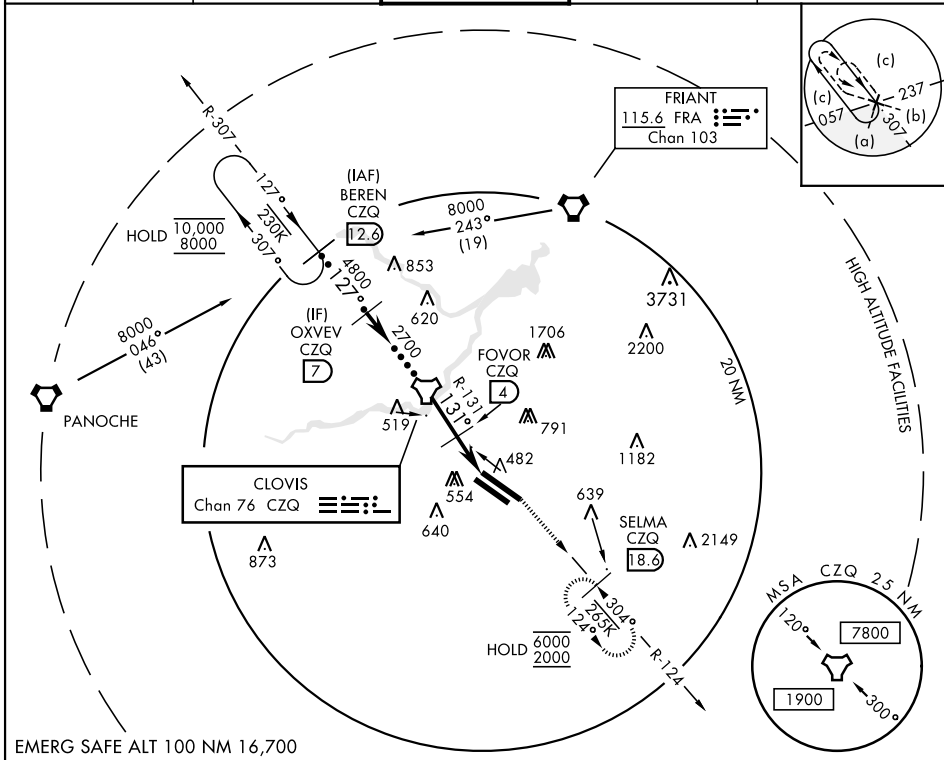 (c)
(c)
237
057
(b)
307
(a)
R-307
FRIANT
115.6 FRA
Chan 103
(IAF)
BEREN
CZQ
12.6
127°
230K
307°
HOLD 10,000
8000
8000
243°
(19)
4800
127°
853
620
3731
2200
1706
HIGH ALTITUDE FACILITIES
(IF)
OXVEV
CZQ
7
2700
FOVOR
CZQ
4
20 NM
8000
046°
(43)
PANOCHE
R-131
131°
519
791
482
1182
CLOVIS
Chan 76 CZQ
554
640
639
SELMA
CZQ
18.6
2149
873
304°
265K
124°
HOLD 6000
2000
R-124
MSA CZQ 25 NM
120°
7800
1900
300°
EMERG SAFE ALT 100 NM 16,700